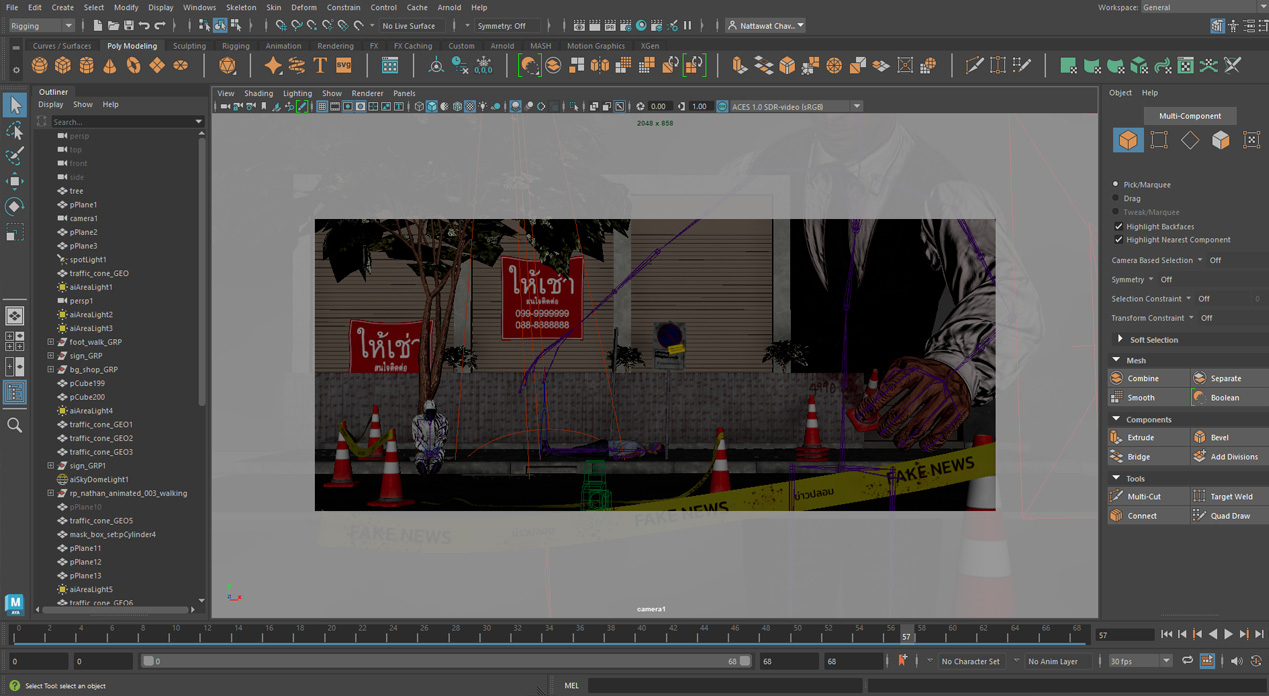 File Edit Create Select Modify Display Windows Skeleton Skin Deform Constrain Control Cache Arnold Help
Workspace: General
Rigging
No Live Surface
Symmetry: Off
Nattawat Chav...
Curves / Surfaces Poly Modeling Sculpting Rigging Animation Rendering FX FX Caching Custom Arnold MASH Motion Graphics XGen
T SVG 0,0,0
Outliner
Display Show Help
Search...
persp
top
front
side
tree
pPlane1
camera1
pPlane2
pPlane3
spotLight1
traffic_cone_GEO
aiAreaLight1
persp1
aiAreaLight2
aiAreaLight3
foot_walk_GRP
sign_GRP
bg_shop_GRP
pCube199
pCube200
aiAreaLight4
traffic_cone_GEO1
traffic_cone_GEO2
traffic_cone_GEO3
sign_GRP1
aiSkyDomeLight1
rp_nathan_animated_003_walking
pPlane10
traffic_cone_GEO5
mask_box_set:pCylinder4
pPlane11
pPlane12
pPlane13
aiAreaLight5
traffic_cone_GEO6
View Shading Lighting Show Renderer Panels
0.00 1.00 ACES 1.0 SDR-video (sRGB)
2048 x 858
ให้เช่า
สนใจติดต่อ
099-9999999
088-8888888
ให้เช่า
สนใจติดต่อ
FAKE NEWS
ข่าวปลอม
FAKE NEWS
FAKE NEWS
camera1
Object Help
Multi-Component
Pick/Marquee
Drag
Tweak/Marquee
Highlight Backfaces
Highlight Nearest Component
Camera Based Selection Off
Symmetry Off
Selection Constraint Off 0
Transform Constraint Off
Soft Selection
Mesh
Combine Separate
Smooth Boolean
Components
Extrude Bevel
Bridge Add Divisions
Tools
Multi-Cut Target Weld
Connect Quad Draw
0 2 4 6 8 10 12 14 16 18 20 22 24 26 28 30 32 34 36 38 40 42 44 46 48 50 52 54 56 57 58 60 62 64 66 68
57
57
0 0 0 68 68 68
No Character Set
No Anim Layer
30 fps
M
Select Tool: select an object
MEL